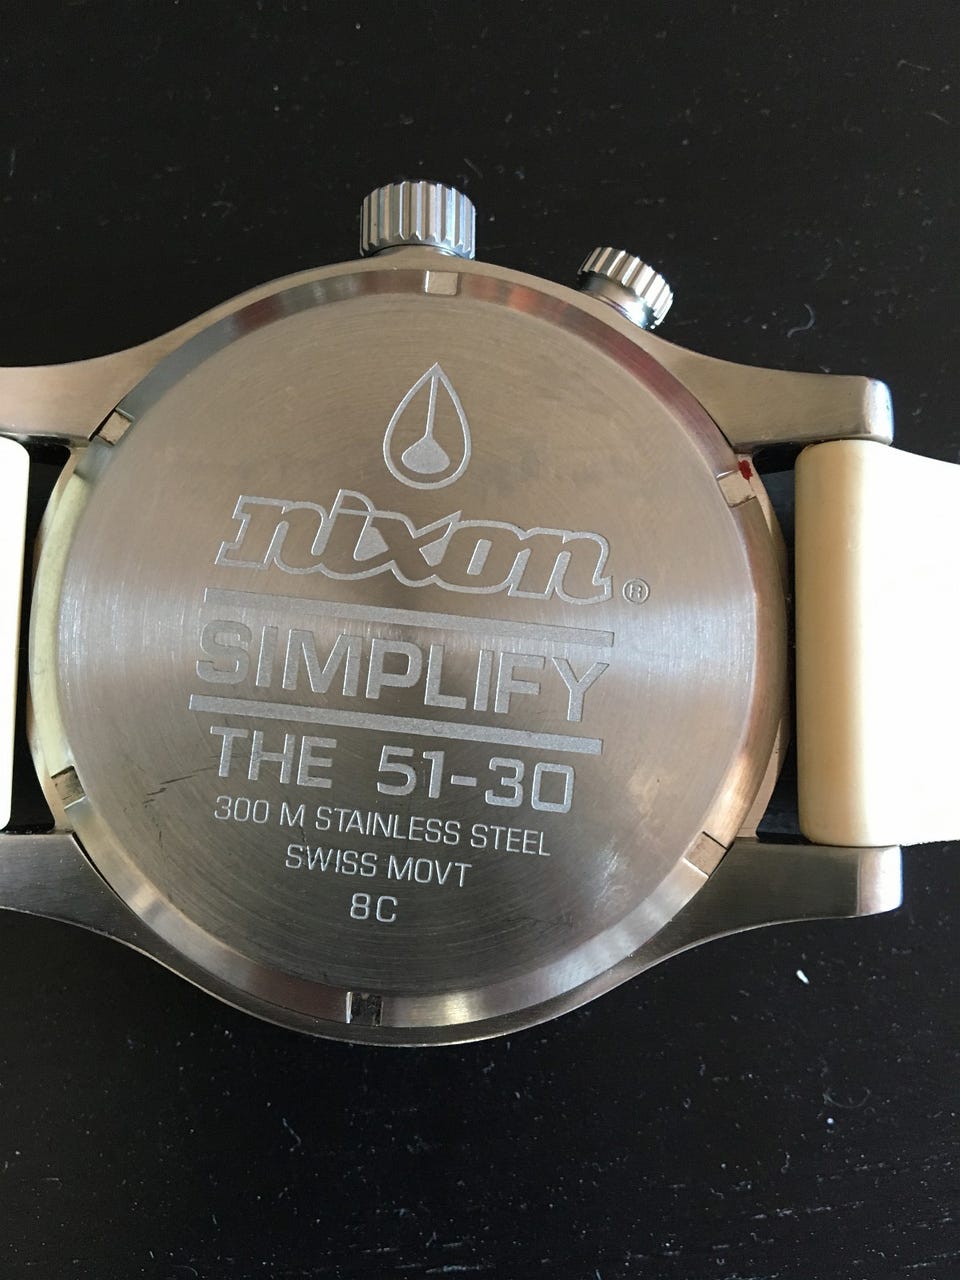 nixon ®
SIMPLIFY
THE 51-30
300 M STAINLESS STEEL
SWISS MOVT
8C